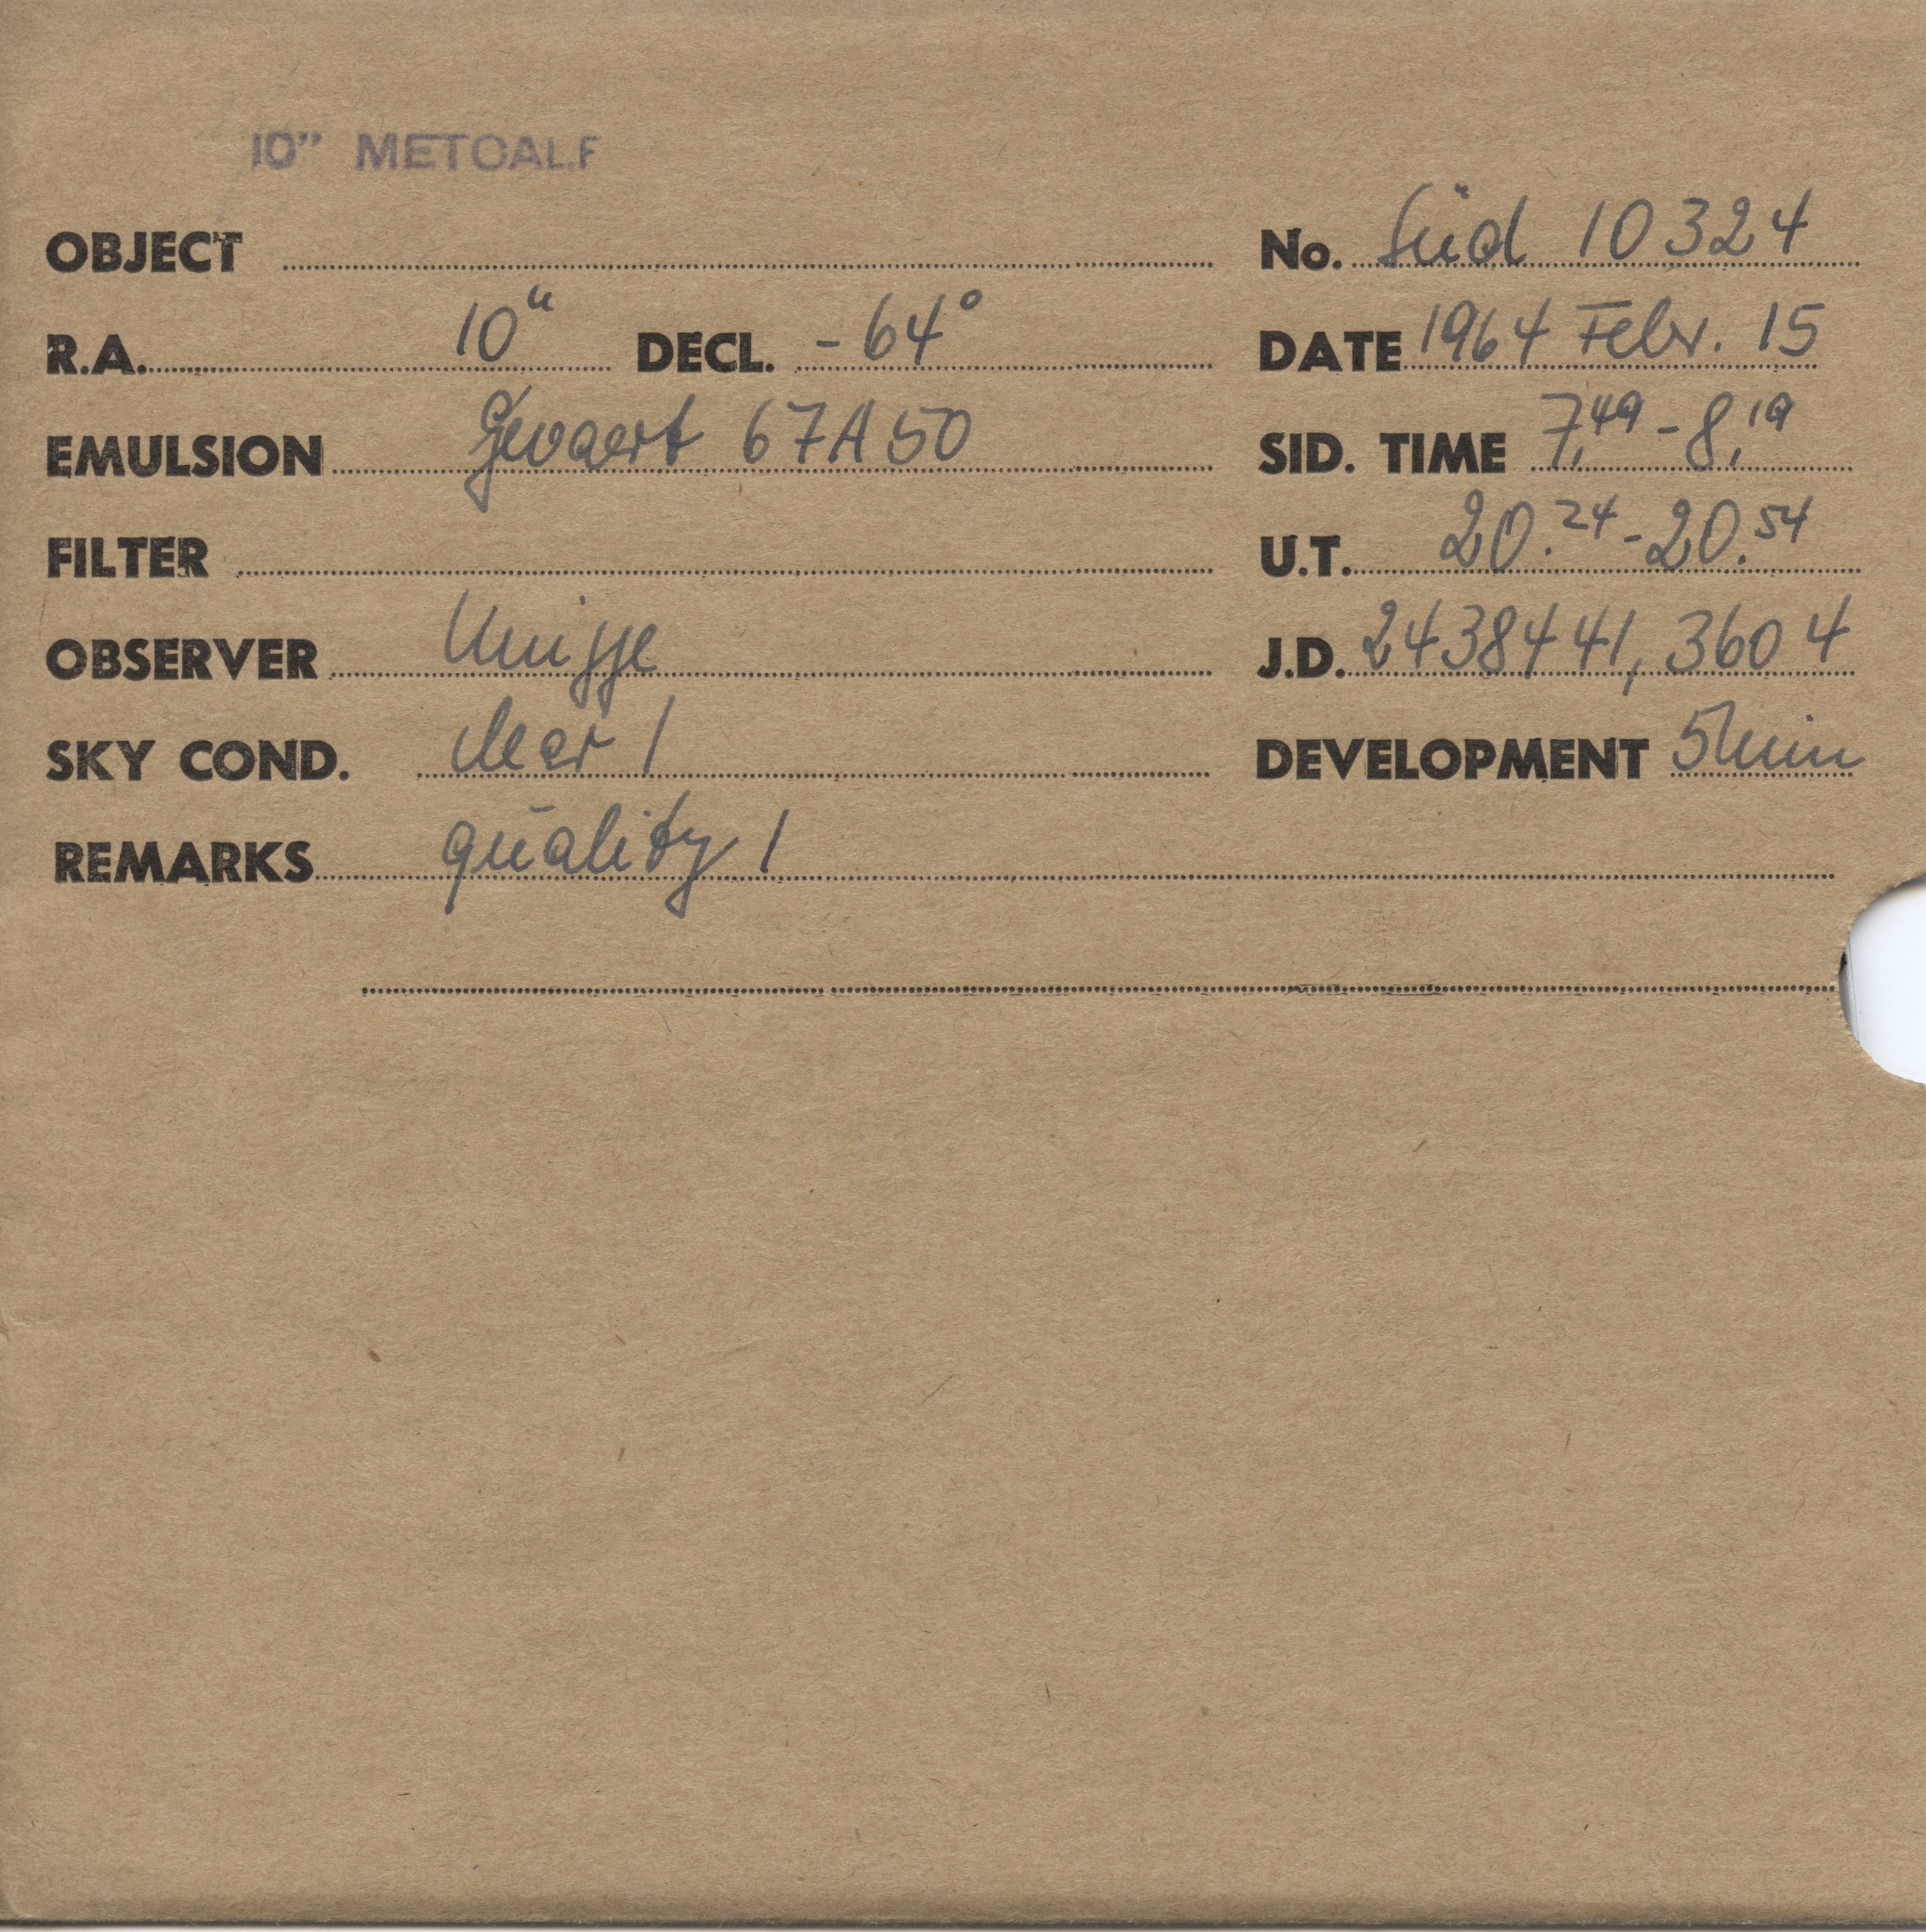 10” METCALF
OBJECT No. Süd 10324
R.A. 10ʰ DECL. -64° DATE 1964 Febr. 15
EMULSION Gevaert 67A50 SID. TIME 7,⁴⁹ - 8,¹⁹
FILTER U.T. 20.²⁴ - 20.⁵⁴
OBSERVER J.D. 2438441,3604
SKY COND. clear 1 DEVELOPMENT 5min
REMARKS quality 1